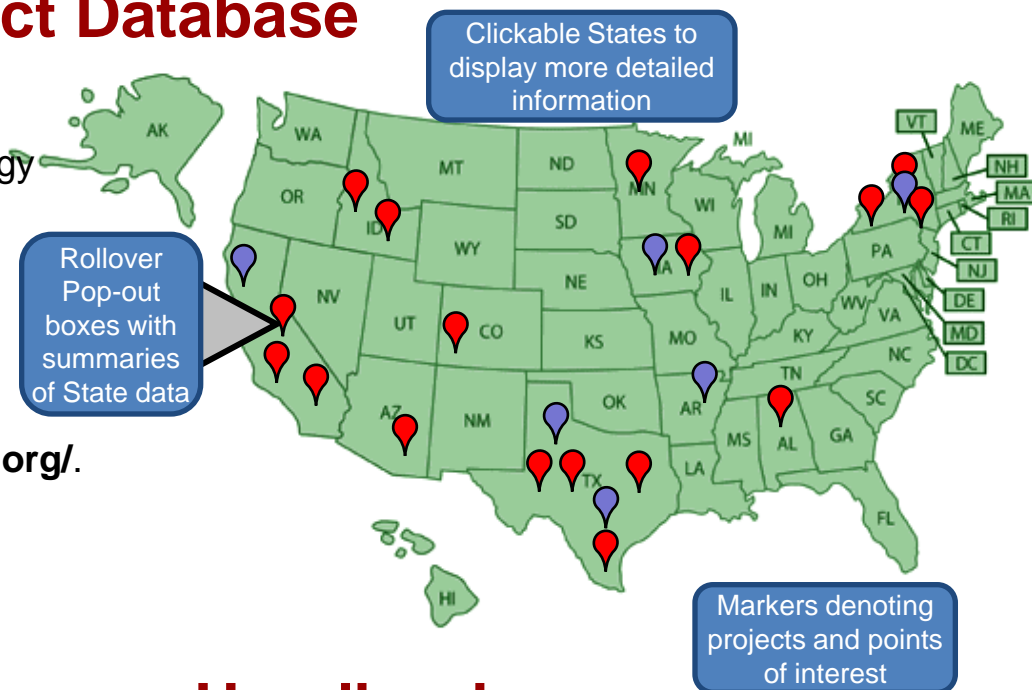 ct Database
Clickable States to
display more detailed
information
gy
Rollover
Pop-out
boxes with
summaries
of State data
org/.
Markers denoting
projects and points
of interest
AK
WA
OR
ID
MT
ND
SD
MN
WI
MI
MI
WY
NE
IA
IL
IN
OH
PA
NV
UT
CO
KS
MO
KY
WV
VA
NC
TN
SC
AZ
NM
OK
AR
TX
LA
MS
AL
GA
FL
HI
VT
ME
NH
MA
RI
CT
NJ
DE
MD
DC